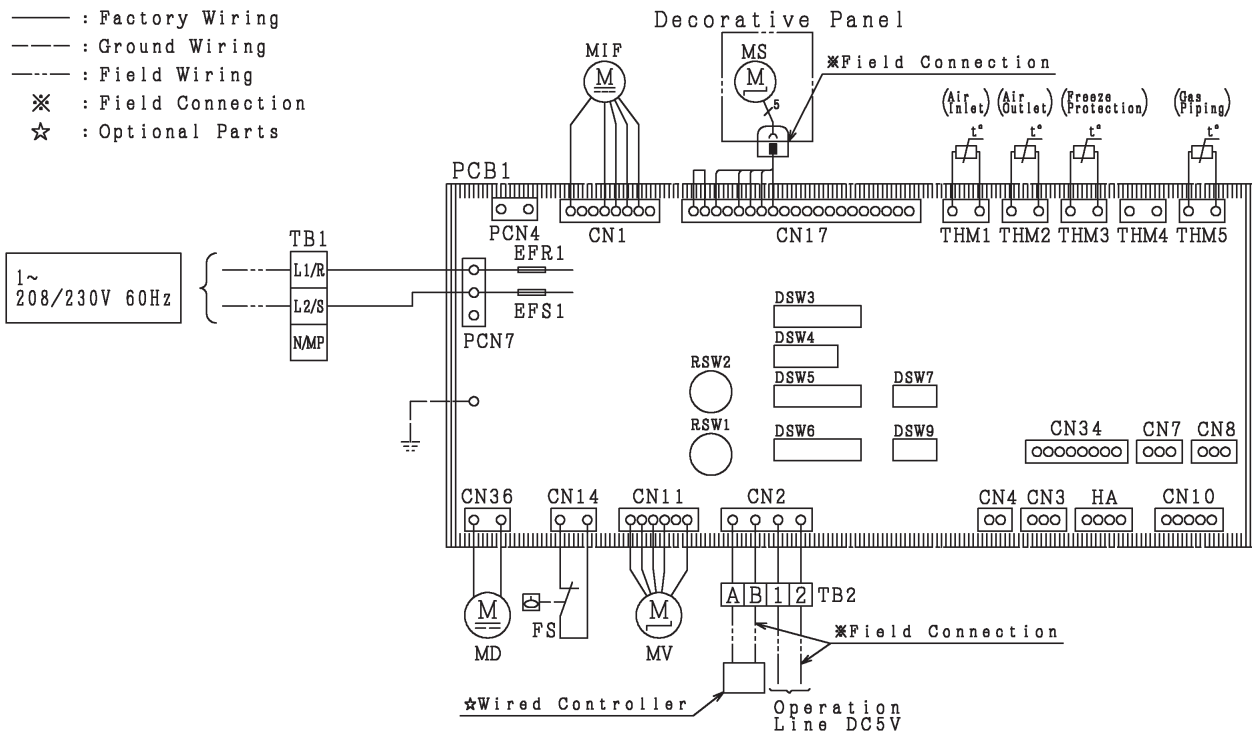 : Factory Wiring
: Ground Wiring
: Field Wiring
※ : Field Connection
☆ : Optional Parts
Decorative Panel
MIF
M
MS
M
5
※Field Connection
(Air Inlet)
(Air Outlet)
(Freeze Protection)
(Gas Piping)
t°
t°
t°
t°
PCB1
PCN4
CN1
CN17
THM1
THM2
THM3
THM4
THM5
1~
208/230V 60Hz
TB1
L1/R
L2/S
N/MP
EFR1
EFS1
PCN7
DSW3
DSW4
DSW5
DSW6
DSW7
DSW9
RSW2
RSW1
CN34
CN7
CN8
CN36
CN14
CN11
CN2
CN4
CN3
HA
CN10
M
MD
FS
M
MV
A B 1 2
TB2
※Field Connection
☆Wired Controller
Operation
Line DC5V